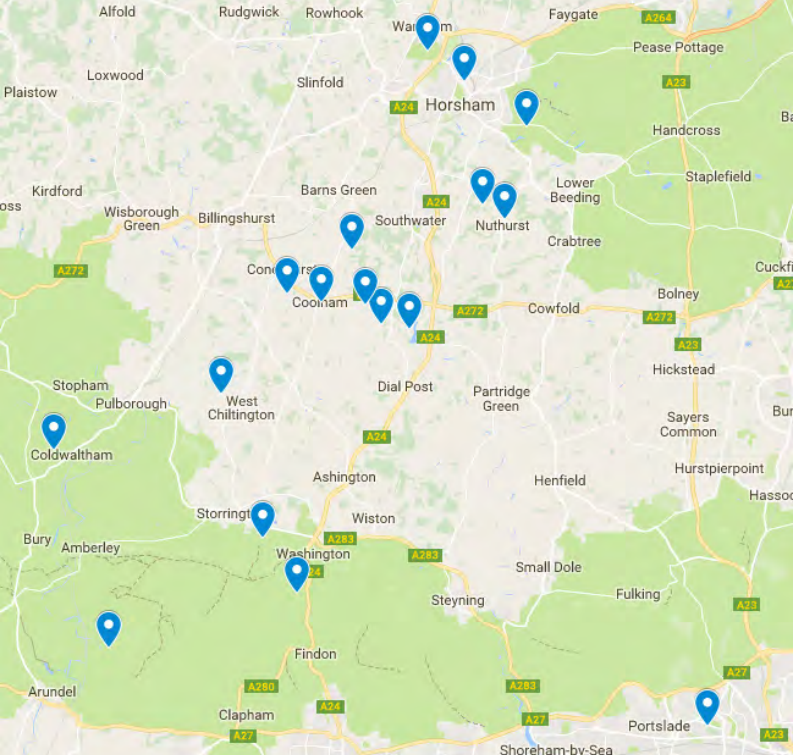 Alfold
Rudgwick
Rowhook
Faygate
A264
Pease Pottage
Loxwood
Slinfold
Plaistow
A23
A24
Horsham
Handcross
Kirdford
Barns Green
Lower
Beeding
Staplefield
Wisborough
Green
Billingshurst
Southwater
A24
Nuthurst
Crabtree
A272
Coolham
A272
Cowfold
Bolney
A272
A24
A23
Hickstead
Stopham
Pulborough
West
Chiltington
Dial Post
Partridge
Green
Sayers
Common
A24
Coldwaltham
Ashington
Henfield
Hurstpierpoint
Wiston
Bury
Amberley
Washington
A283
A283
Small Dole
Steyning
Fulking
A23
Findon
Arundel
A280
A283
A27
Clapham
A24
A27
A27
Portslade
A23
Shoreham-by-Sea